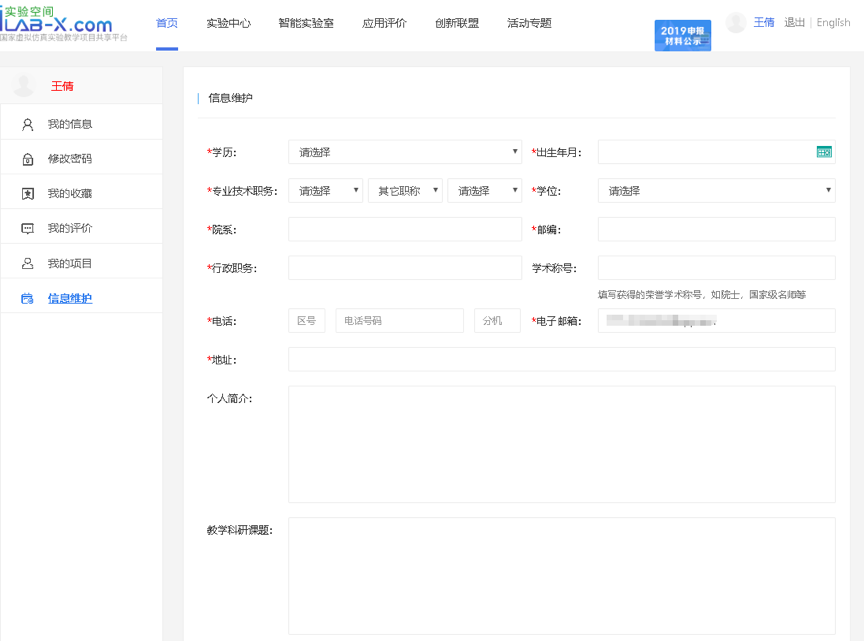 实验空间
iLAB-X.com
国家虚拟仿真实验教学项目共享平台
首页 实验中心 智能实验室 应用评价 创新联盟 活动专题
2019申报
材料公示
王倩 退出 | English
王倩
我的信息
修改密码
我的收藏
我的评价
我的项目
信息维护
信息维护
*学历: 请选择 *出生年月:
*专业技术职务: 请选择 其它职称 请选择 *学位: 请选择
*院系: *邮编:
*行政职务: 学术称号:
填写获得的荣誉学术称号，如院士，国家级名师等
*电话: 区号 电话号码 分机 *电子邮箱:
*地址:
个人简介:
教学科研课题: